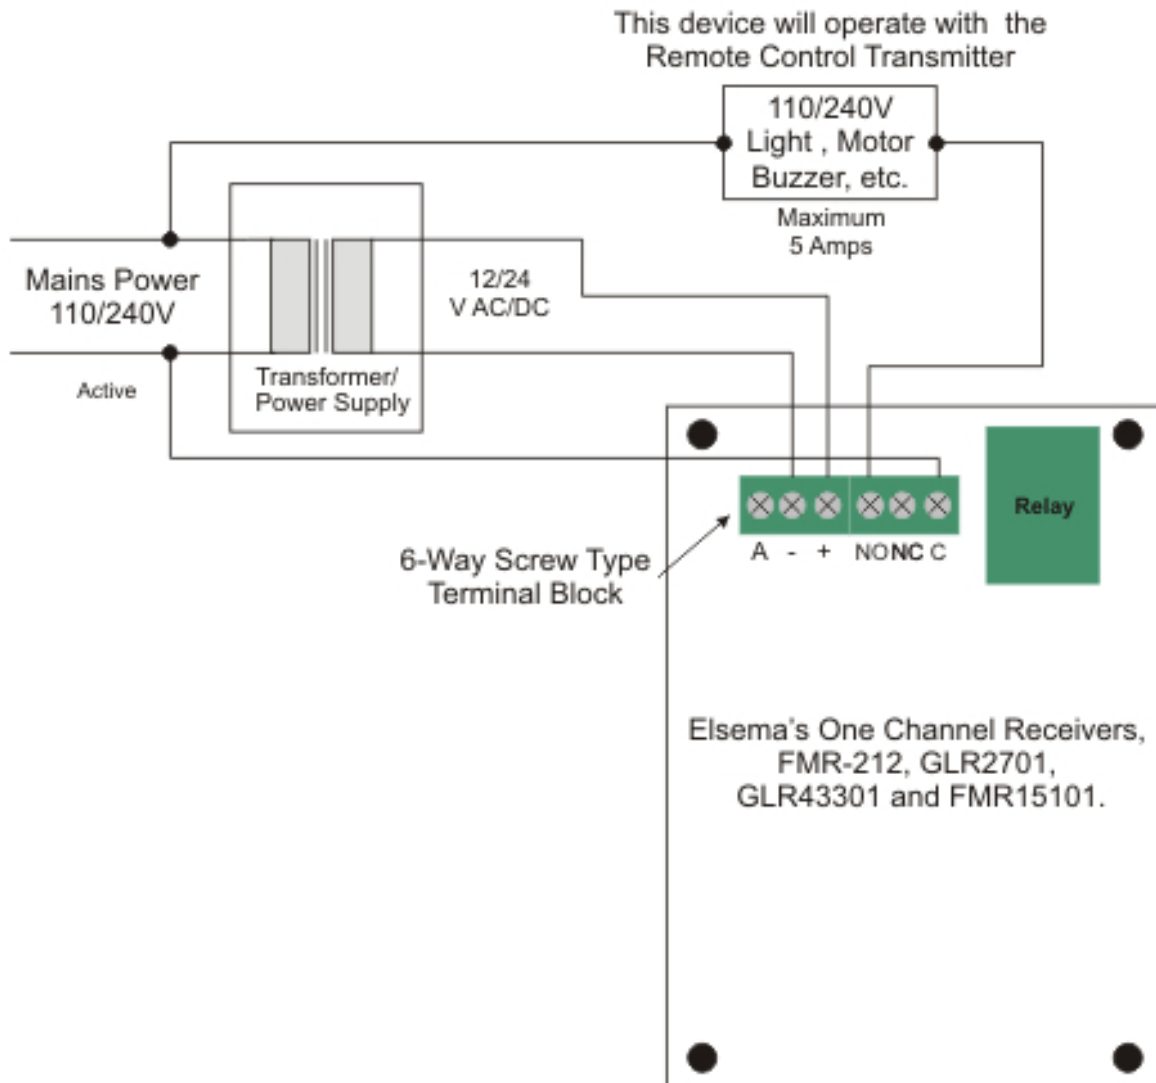 This device will operate with the
Remote Control Transmitter
110/240V
Light , Motor
Buzzer, etc.
Maximum
5 Amps
Mains Power
110/240V
12/24
V AC/DC
Active
Transformer/
Power Supply
Relay
A - + NO NC C
6-Way Screw Type
Terminal Block
Elsema's One Channel Receivers,
FMR-212, GLR2701,
GLR43301 and FMR15101.